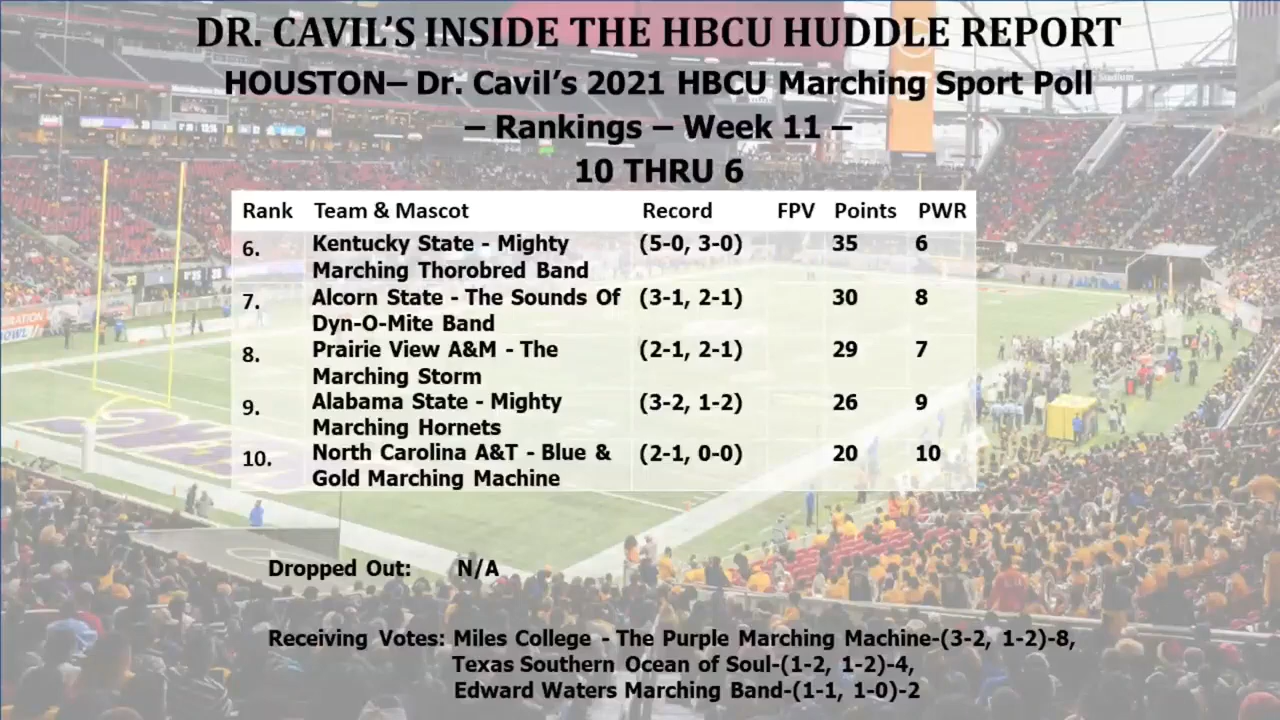 DR. CAVIL’S INSIDE THE HBCU HUDDLE REPORT
HOUSTON– Dr. Cavil’s 2021 HBCU Marching Sport Poll
– Rankings – Week 11 –
10 THRU 6
Rank Team & Mascot Record FPV Points PWR
6. Kentucky State - Mighty (5-0, 3-0) 35 6
Marching Thorobred Band
7. Alcorn State - The Sounds Of (3-1, 2-1) 30 8
Dyn-O-Mite Band
8. Prairie View A&M - The (2-1, 2-1) 29 7
Marching Storm
9. Alabama State - Mighty (3-2, 1-2) 26 9
Marching Hornets
10. North Carolina A&T - Blue & (2-1, 0-0) 20 10
Gold Marching Machine
Dropped Out: N/A
Receiving Votes: Miles College - The Purple Marching Machine-(3-2, 1-2)-8,
Texas Southern Ocean of Soul-(1-2, 1-2)-4,
Edward Waters Marching Band-(1-1, 1-0)-2